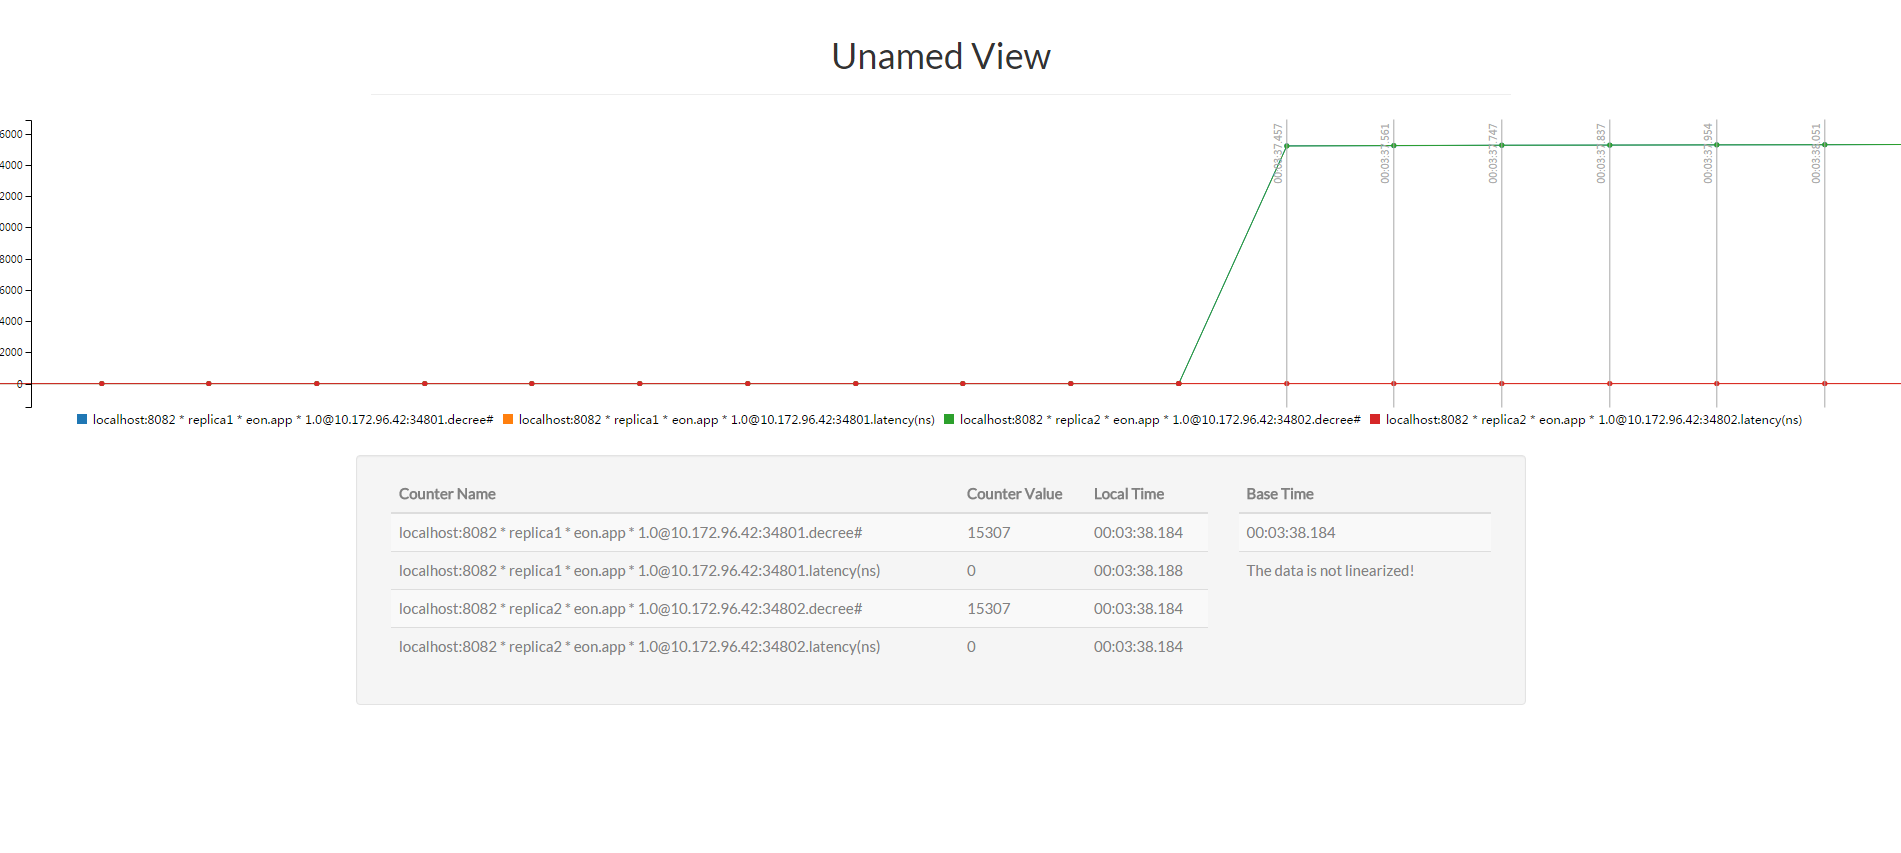 Unamed View
6000
4000
2000
0000
8000
6000
4000
2000
0
00:03:37.457
00:03:37.561
00:03:37.747
00:03:37.837
00:03:37.954
00:03:38.051
localhost:8082 * replica1 * eon.app * 1.0@10.172.96.42:34801.decree# localhost:8082 * replica1 * eon.app * 1.0@10.172.96.42:34801.latency(ns) localhost:8082 * replica2 * eon.app * 1.0@10.172.96.42:34802.decree# localhost:8082 * replica2 * eon.app * 1.0@10.172.96.42:34802.latency(ns)
Counter Name Counter Value Local Time Base Time
localhost:8082 * replica1 * eon.app * 1.0@10.172.96.42:34801.decree# 15307 00:03:38.184 00:03:38.184
localhost:8082 * replica1 * eon.app * 1.0@10.172.96.42:34801.latency(ns) 0 00:03:38.188 The data is not linearized!
localhost:8082 * replica2 * eon.app * 1.0@10.172.96.42:34802.decree# 15307 00:03:38.184
localhost:8082 * replica2 * eon.app * 1.0@10.172.96.42:34802.latency(ns) 0 00:03:38.184